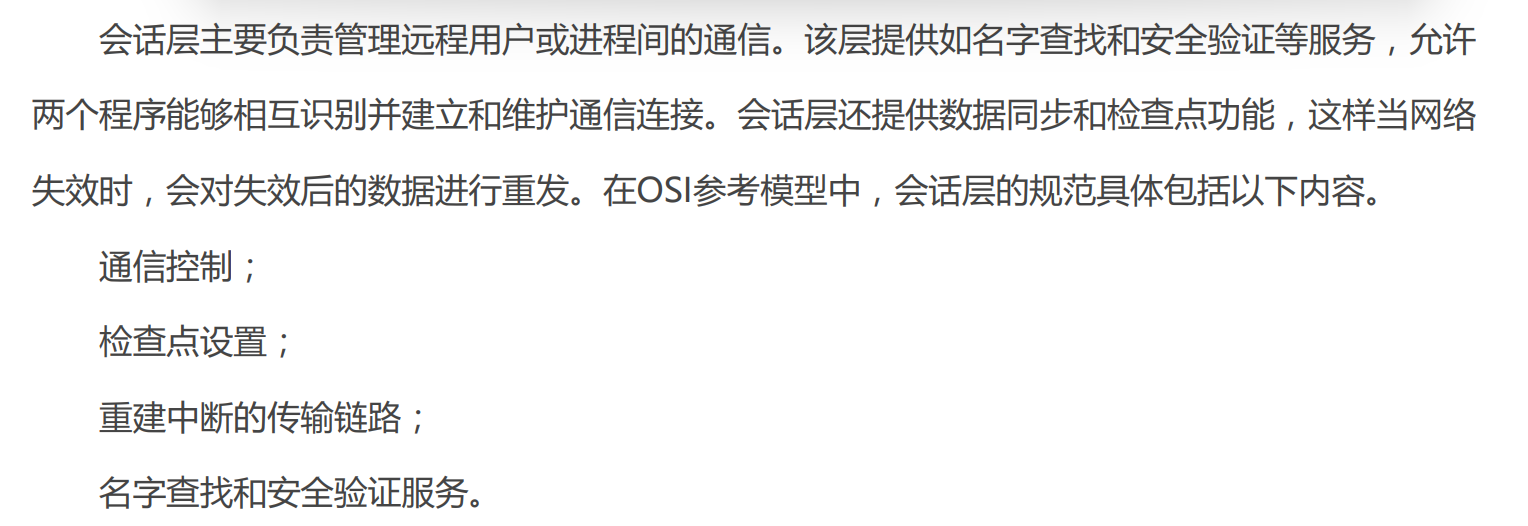 会话层主要负责管理远程用户或进程间的通信。该层提供如名字查找和安全验证等服务，允许
两个程序能够相互识别并建立和维护通信连接。会话层还提供数据同步和检查点功能，这样当网络
失效时，会对失效后的数据进行重发。在OSI参考模型中，会话层的规范具体包括以下内容。
通信控制；
检查点设置；
重建中断的传输链路；
名字查找和安全验证服务。